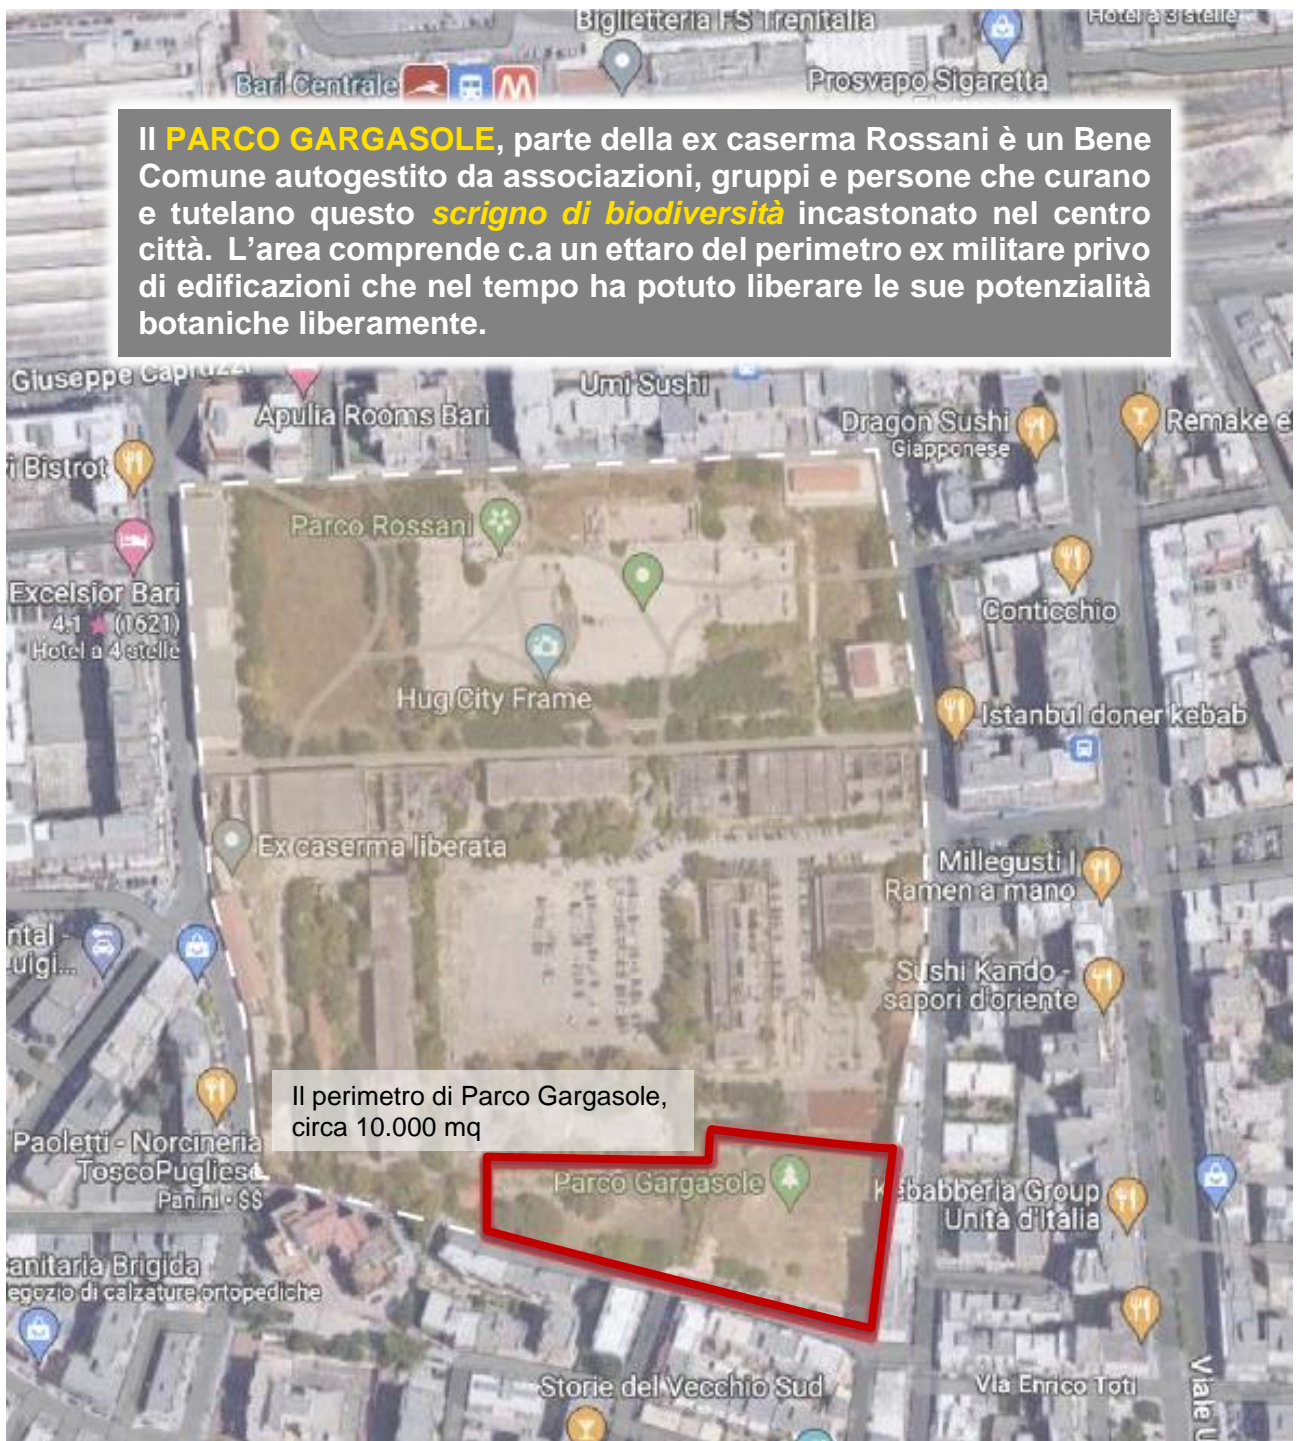 Biglietteria FS Trenitalia
Hotel a 3 stelle
Bari Centrale
M
Prosvapo Sigaretta
Il PARCO GARGASOLE, parte della ex caserma Rossani è un Bene
Comune autogestito da associazioni, gruppi e persone che curano
e tutelano questo scrigno di biodiversità incastonato nel centro
città. L’area comprende c.a un ettaro del perimetro ex militare privo
di edificazioni che nel tempo ha potuto liberare le sue potenzialità
botaniche liberamente.
Giuseppe Capruzzi
Apulia Rooms Bari
Umi Sushi
Dragon Sushi
Giapponese
Remake e
i Bistrot
Parco Rossani
Excelsior Bari
4.1 ★ (1621)
Hotel a 4 stelle
Conticchio
Hug City Frame
Istanbul doner kebab
Ex caserma liberata
Millegusti |
Ramen a mano
ntal -
uigi...
Sushi Kando -
sapori d'oriente
Il perimetro di Parco Gargasole,
circa 10.000 mq
Paoletti - Norcineria
ToscoPugliese
Panini • $$
Parco Gargasole
Kebabberia Group
Unità d'Italia
anitaria Brigida
egozio di calzature ortopediche
Storie del Vecchio Sud
Via Enrico Toti
Viale U